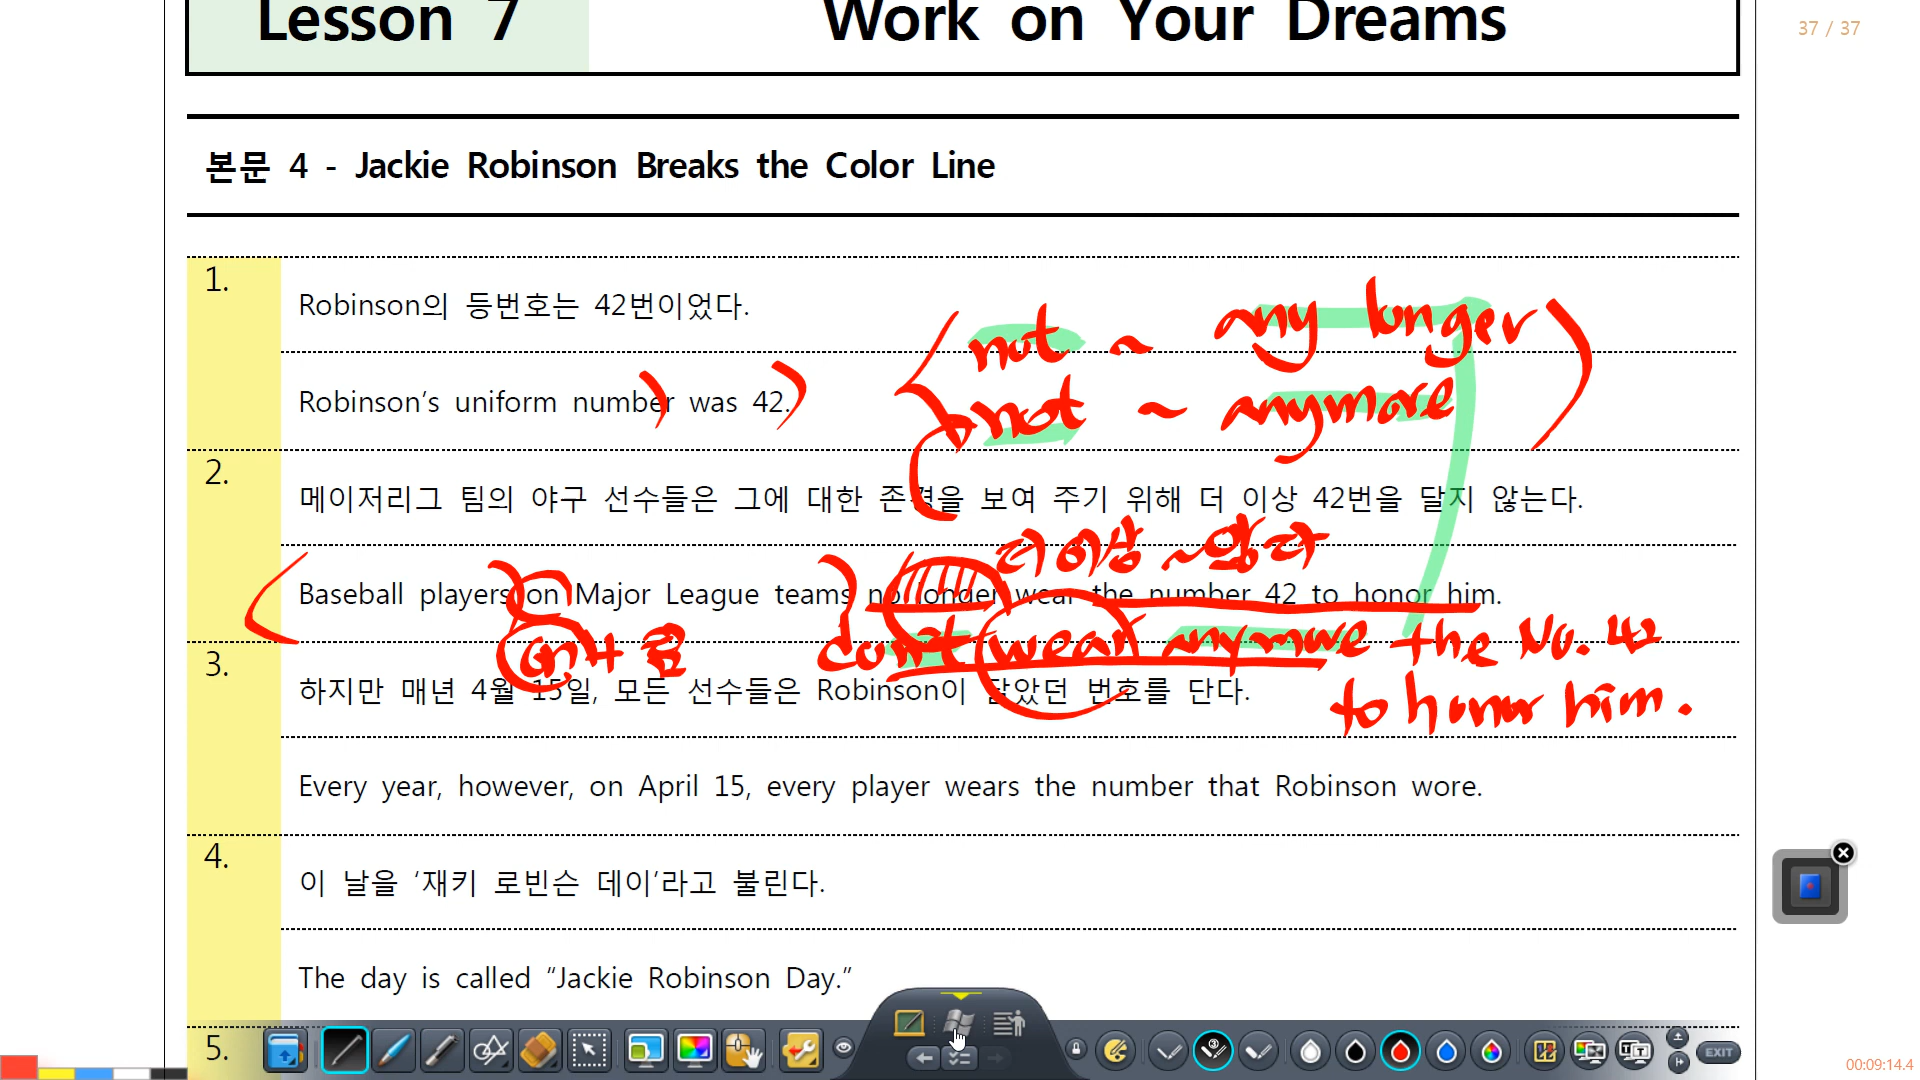 Lesson 7 Work on Your Dreams
37 / 37
본문 4 - Jackie Robinson Breaks the Color Line
1.
Robinson의 등번호는 42번이었다.
not ~ any longer
Robinson's uniform number was 42.
not ~ anymore
2.
메이저리그 팀의 야구 선수들은 그에 대한 존경을 보여 주기 위해 더 이상 42번을 달지 않는다.
더 이상 ~않다
Baseball players on Major League teams no longer wear the number 42 to honor him.
on+
don't wear anymore the No. 42
to honor him.
3.
하지만 매년 4월 15일, 모든 선수들은 Robinson이 달았던 번호를 단다.
Every year, however, on April 15, every player wears the number that Robinson wore.
4.
이 날을 ‘재키 로빈슨 데이’라고 불린다.
The day is called “Jackie Robinson Day.”
5.
EXIT
00:09:14.4